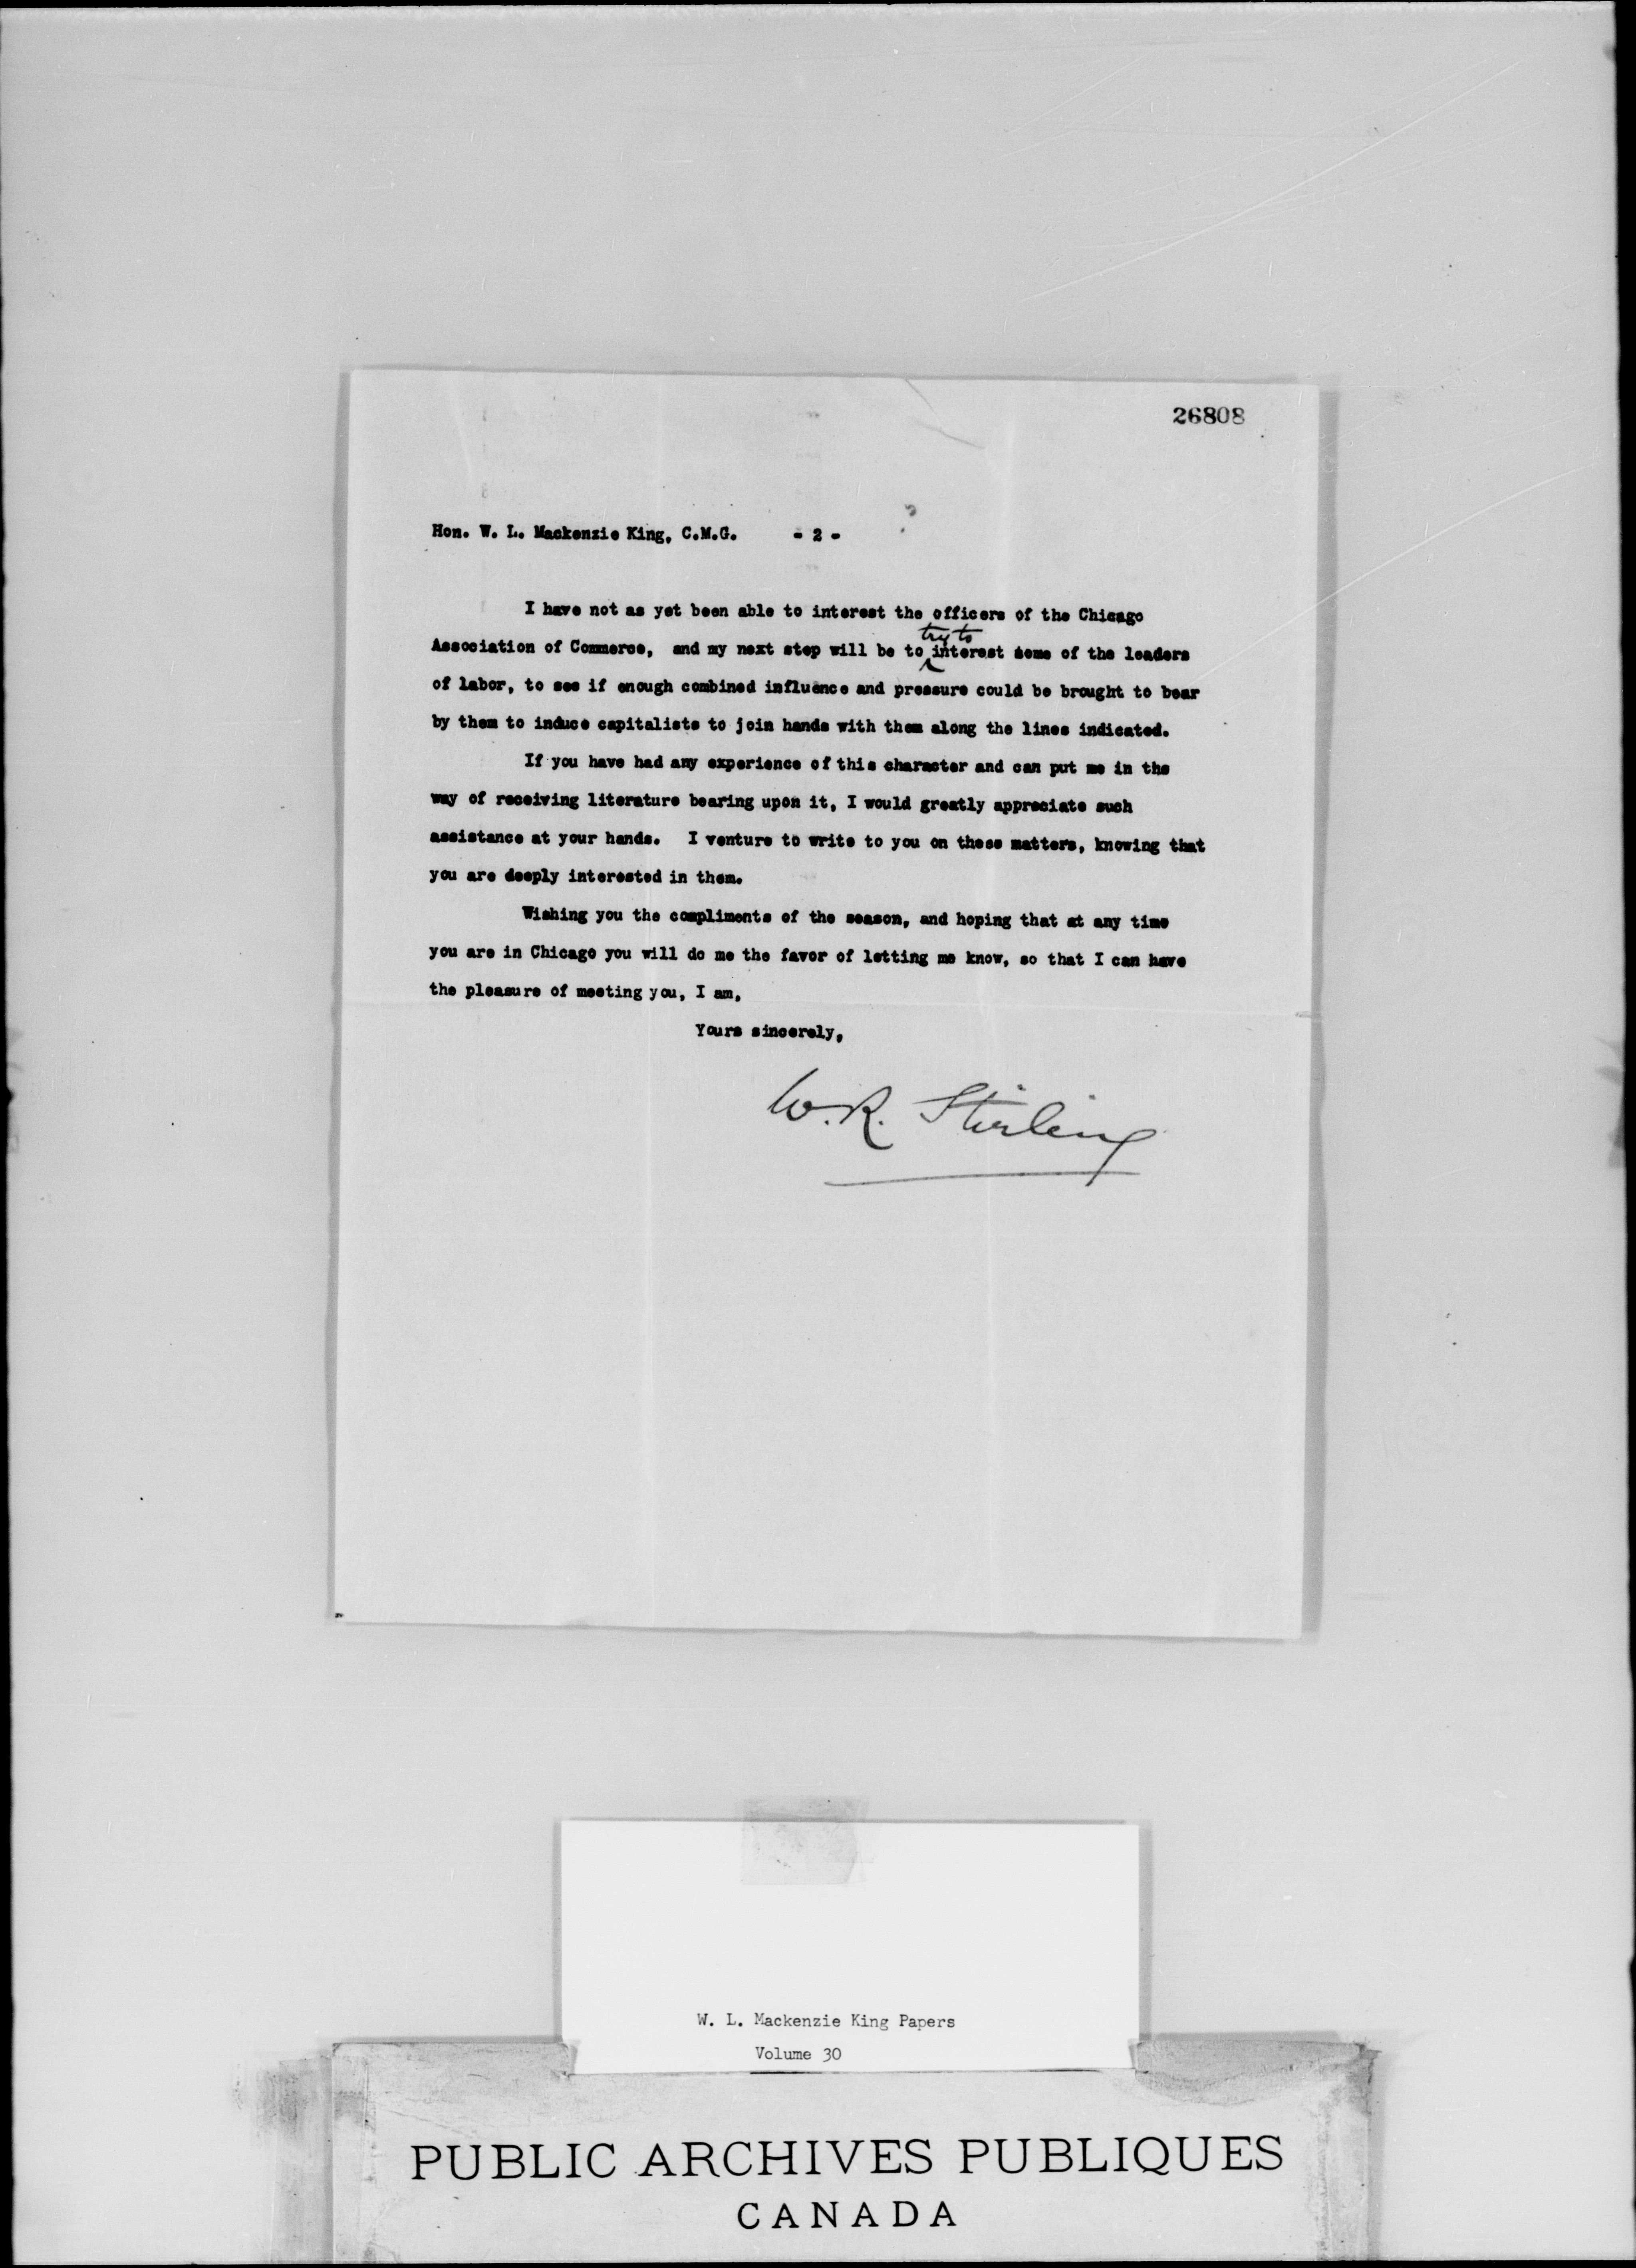 26808
Hon. W. L. Mackenzie King, C.M.G. - 2 -
I have not as yet been able to interest the officers of the Chicago
try to
Association of Commerce, and my next step will be to interest some of the leaders
of labor, to see if enough combined influence and pressure could be brought to bear
by them to induce capitalists to join hands with them along the lines indicated.
If you have had any experience of this character and can put me in the
way of receiving literature bearing upon it, I would greatly appreciate such
assistance at your hands. I venture to write to you on these matters, knowing that
you are deeply interested in them.
Wishing you the compliments of the season, and hoping that at any time
you are in Chicago you will do me the favor of letting me know, so that I can have
the pleasure of meeting you, I am,
Yours sincerely,
W. R. Stirling
W. L. Mackenzie King Papers
Volume 30
PUBLIC ARCHIVES PUBLIQUES
CANADA